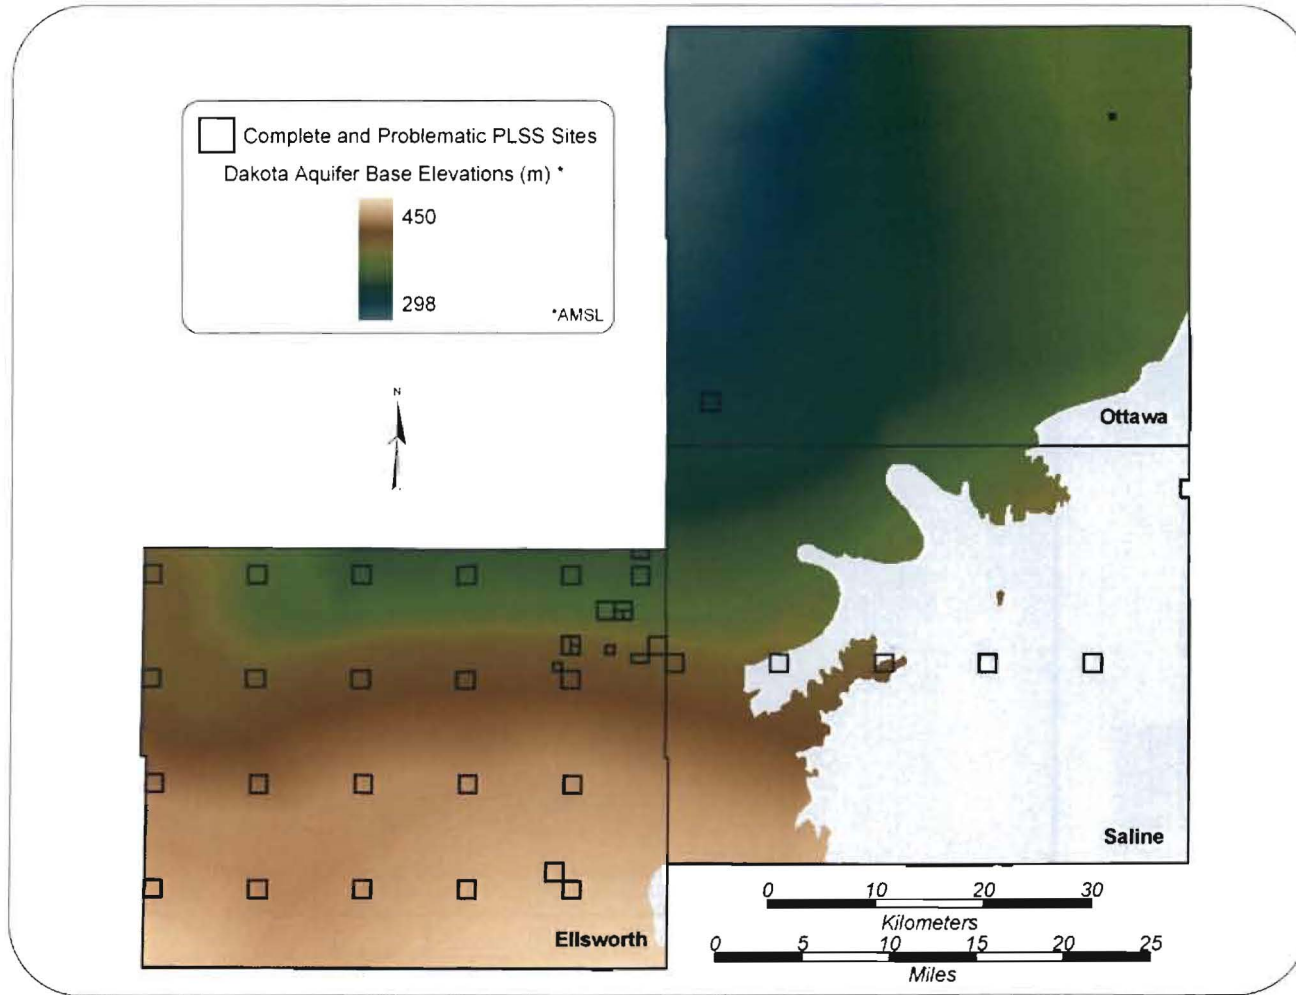 Complete and Problematic PLSS Sites
Dakota Aquifer Base Elevations (m) *
450
298
*AMSL
N
Ottawa
Saline
Ellsworth
0 10 20 30
Kilometers
0 5 10 15 20 25
Miles